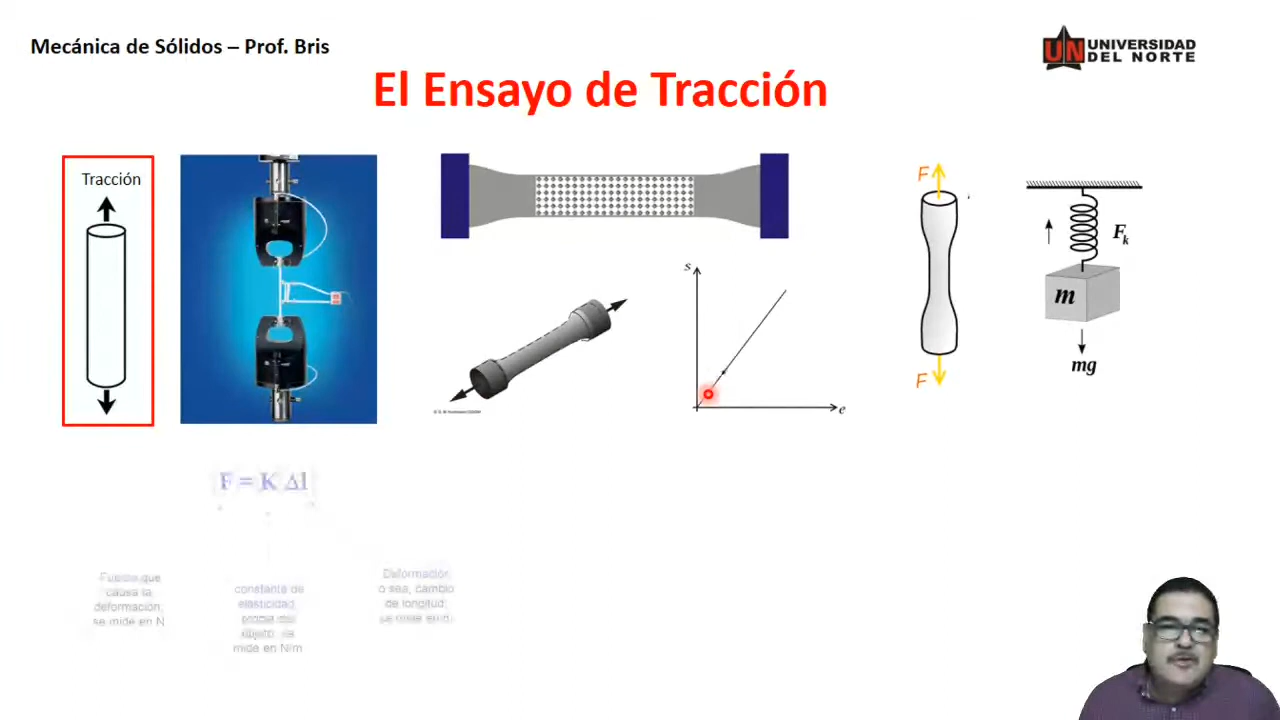 Mecánica de Sólidos – Prof. Bris
UNIVERSIDAD
DEL NORTE
UN
El Ensayo de Tracción
Tracción
F
F
s
e
F_k
m
mg
F = K Δl
Fuerza que
causa la
deformación,
se mide en N
constante de
elasticidad,
propia del
objeto, se
mide en N/m
Deformación,
o sea, cambio
de longitud,
se mide en m